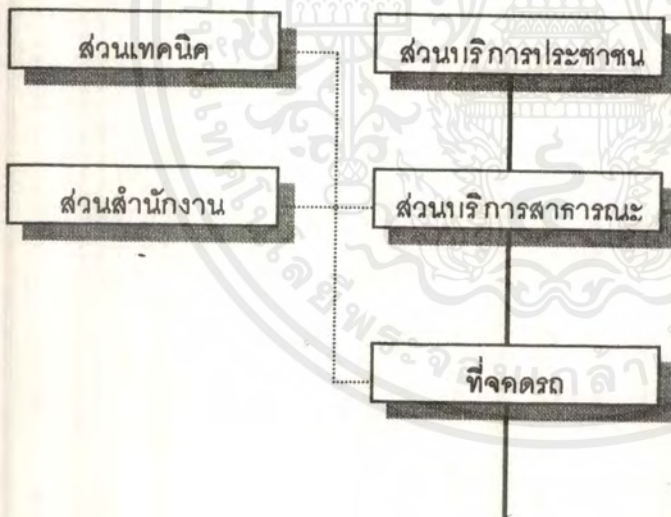 ส่วนเทคนิค
ส่วนบริการประชาชน
ส่วนสำนักงาน
ส่วนบริการสาธารณะ
ที่จอดรถ